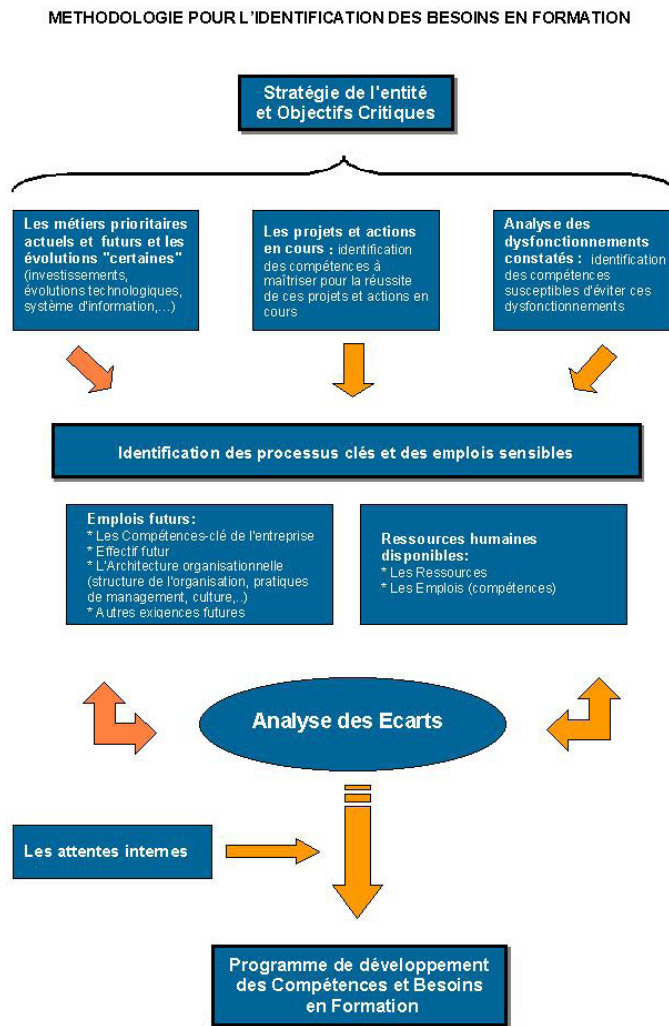 METHODOLOGIE POUR L'IDENTIFICATION DES BESOINS EN FORMATION
Stratégie de l'entité
et Objectifs Critiques
Les métiers prioritaires
actuels et futurs et les
évolutions "certaines"
(investissements,
évolutions technologiques,
système d'information,...)
Les projets et actions
en cours : identification
des compétences à
maîtriser pour la réussite
de ces projets et actions en
cours
Analyse des
dysfonctionnements
constatés : identification
des compétences
susceptibles d'éviter ces
dysfonctionnements
Identification des processus clés et des emplois sensibles
Emplois futurs:
* Les Compétences-clé de l'entreprise
* Effectif futur
* L'Architecture organisationnelle
(structure de l'organisation, pratiques
de management, culture,..)
* Autres exigences futures
Ressources humaines
disponibles:
* Les Ressources
* Les Emplois (compétences)
Analyse des Ecarts
Les attentes internes
Programme de développement
des Compétences et Besoins
en Formation